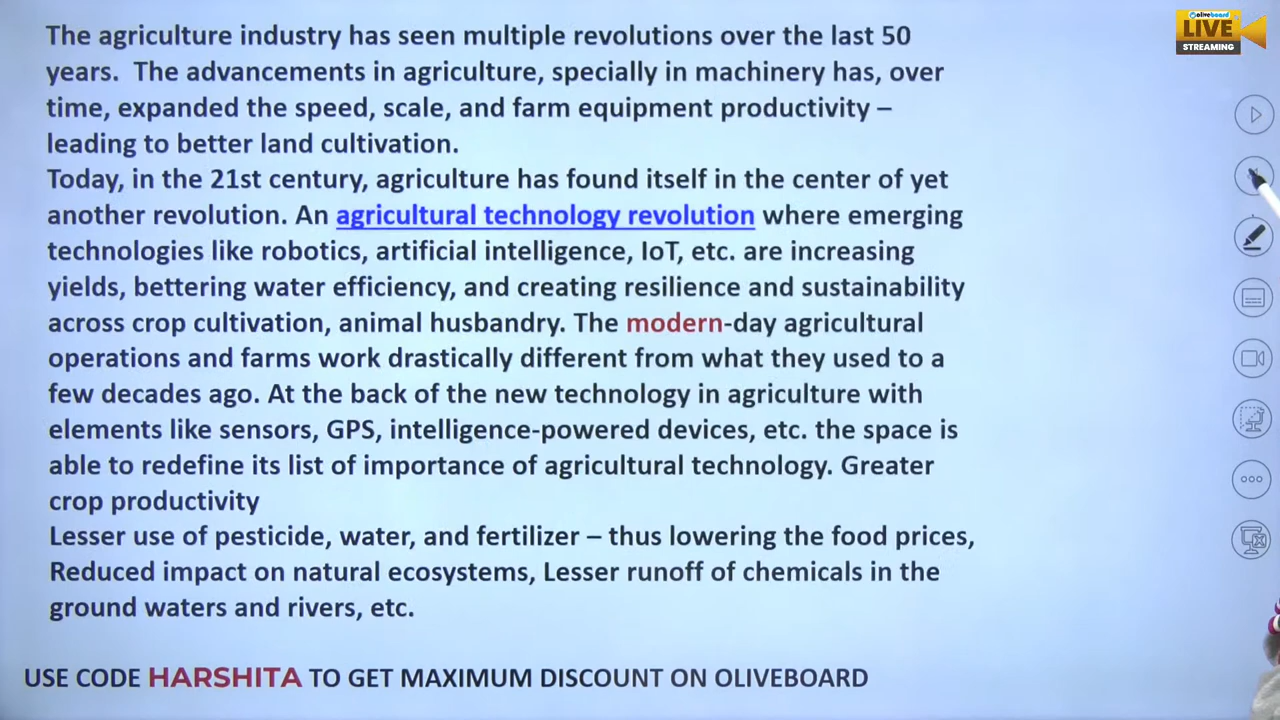 oliveboard
LIVE
STREAMING
The agriculture industry has seen multiple revolutions over the last 50
years. The advancements in agriculture, specially in machinery has, over
time, expanded the speed, scale, and farm equipment productivity –
leading to better land cultivation.
Today, in the 21st century, agriculture has found itself in the center of yet
another revolution. An agricultural technology revolution where emerging
technologies like robotics, artificial intelligence, IoT, etc. are increasing
yields, bettering water efficiency, and creating resilience and sustainability
across crop cultivation, animal husbandry. The modern-day agricultural
operations and farms work drastically different from what they used to a
few decades ago. At the back of the new technology in agriculture with
elements like sensors, GPS, intelligence-powered devices, etc. the space is
able to redefine its list of importance of agricultural technology. Greater
crop productivity
Lesser use of pesticide, water, and fertilizer – thus lowering the food prices,
Reduced impact on natural ecosystems, Lesser runoff of chemicals in the
ground waters and rivers, etc.
USE CODE HARSHITA TO GET MAXIMUM DISCOUNT ON OLIVEBOARD